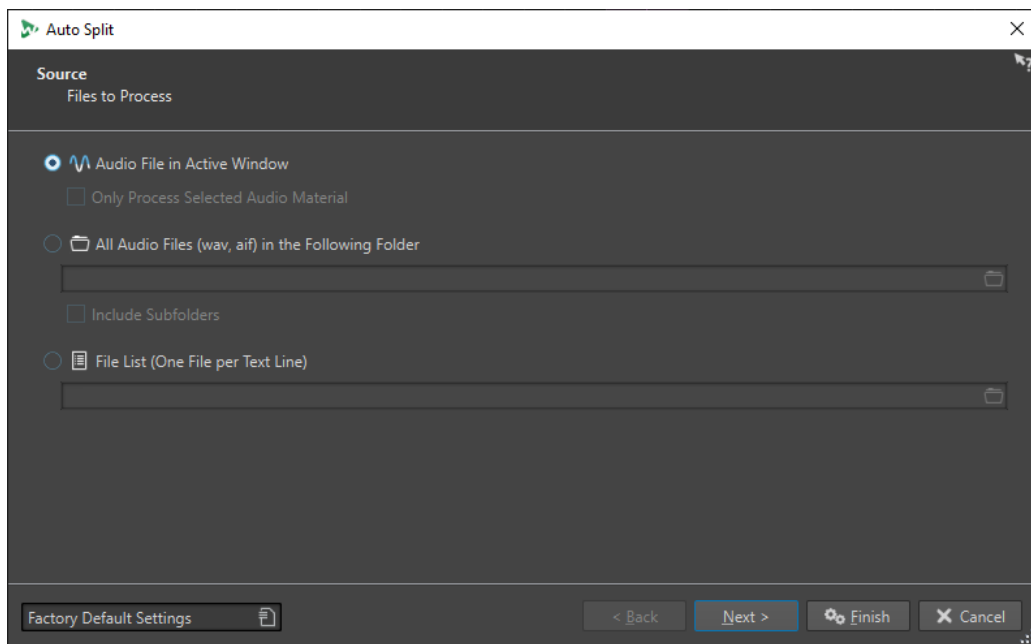 Auto Split
Source
Files to Process
Audio File in Active Window
Only Process Selected Audio Material
All Audio Files (wav, aif) in the Following Folder
Include Subfolders
File List (One File per Text Line)
Factory Default Settings
< Back
Next >
Finish
Cancel